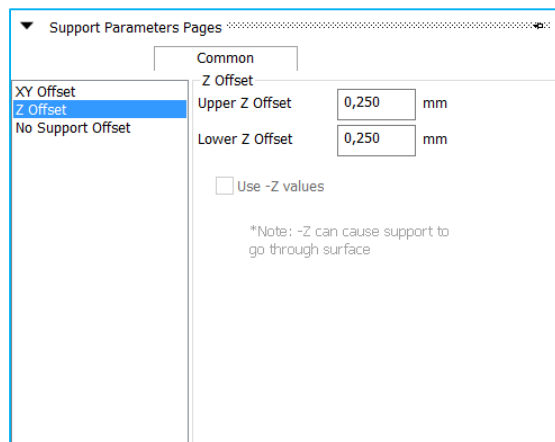 Support Parameters Pages
Common
XY Offset
Z Offset
No Support Offset
Z Offset
Upper Z Offset 0,250 mm
Lower Z Offset 0,250 mm
Use -Z values
*Note: -Z can cause support to
go through surface